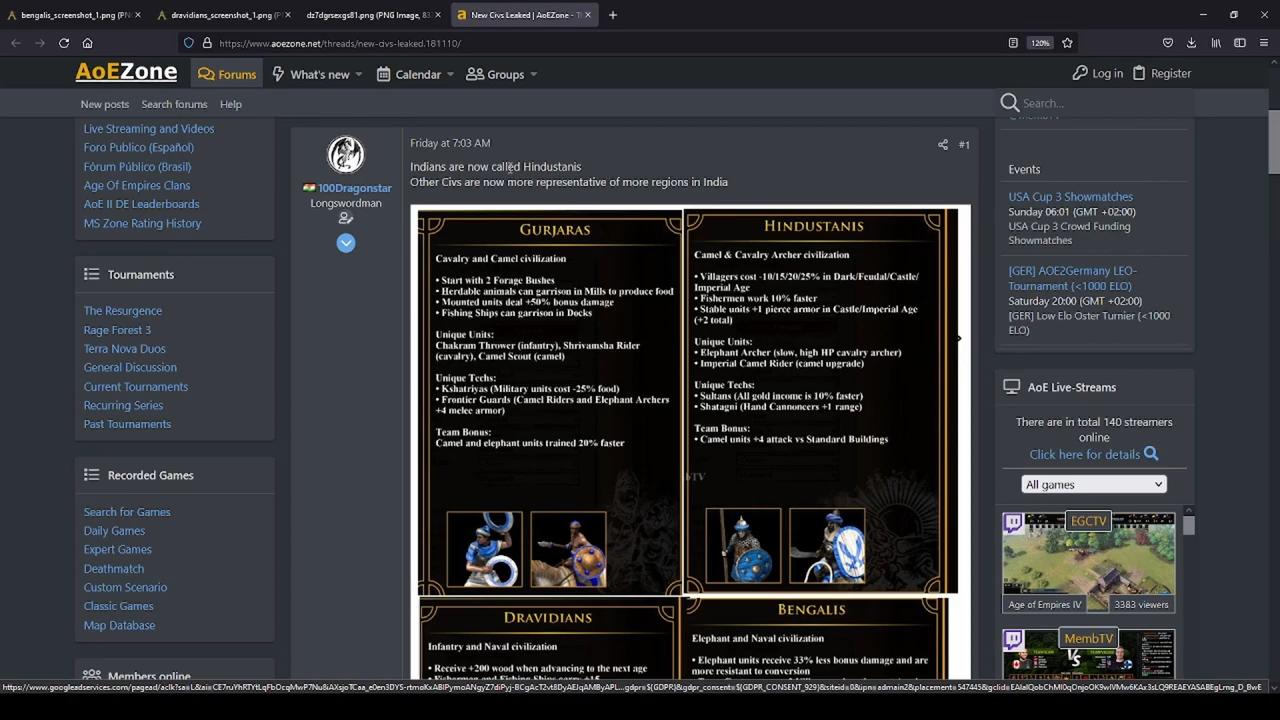 bengalis_screenshot_1.png (PNG
dravidians_screenshot_1.png (PNG
dz7dgrsexgs81.png (PNG Image, 83
New Civs Leaked | AoEZone - Th
https://www.aoezone.net/threads/new-civs-leaked.181110/
120%
AoEZone
Forums
What's new
Calendar
Groups
Log in
Register
New posts
Search forums
Help
Search...
Live Streaming and Videos
Foro Publico (Español)
Fórum Público (Brasil)
Age Of Empires Clans
AoE II DE Leaderboards
MS Zone Rating History
Tournaments
The Resurgence
Rage Forest 3
Terra Nova Duos
General Discussion
Current Tournaments
Recurring Series
Past Tournaments
Recorded Games
Search for Games
Daily Games
Expert Games
Deathmatch
Custom Scenario
Classic Games
Map Database
Members online
100Dragonstar
Longswordman
Friday at 7:03 AM
#1
Indians are now called Hindustanis
Other Civs are now more representative of more regions in India
GURJARAS
Cavalry and Camel civilization
• Start with 2 Forage Bushes
• Herdable animals can garrison in Mills to produce food
• Mounted units deal +50% bonus damage
• Fishing Ships can garrison in Docks
Unique Units:
Chakram Thrower (infantry), Shrivamsha Rider
(cavalry), Camel Scout (camel)
Unique Techs:
• Kshatriyas (Military units cost -25% food)
• Frontier Guards (Camel Riders and Elephant Archers
+4 melee armor)
Team Bonus:
Camel and elephant units trained 20% faster
HINDUSTANIS
Camel & Cavalry Archer civilization
• Villagers cost -10/15/20/25% in Dark/Feudal/Castle/
Imperial Age
• Fishermen work 10% faster
• Stable units +1 pierce armor in Castle/Imperial Age
(+2 total)
Unique Units:
• Elephant Archer (slow, high HP cavalry archer)
• Imperial Camel Rider (camel upgrade)
Unique Techs:
• Sultans (All gold income is 10% faster)
• Shatagni (Hand Cannoneers +1 range)
Team Bonus:
• Camel units +4 attack vs Standard Buildings
bTV
DRAVIDIANS
Infantry and Naval civilization
• Receive +200 wood when advancing to the next age
BENGALIS
Elephant and Naval civilization
• Elephant units receive 33% less bonus damage and are
more resistant to conversion
Events
USA Cup 3 Showmatches
Sunday 06:01 (GMT +02:00)
USA Cup 3 Crowd Funding
Showmatches
[GER] AOE2Germany LEO-
Tournament (<1000 ELO)
Saturday 20:00 (GMT +02:00)
[GER] Low Elo Oster Turnier (<1000
ELO)
AoE Live-Streams
There are in total 140 streamers
online
Click here for details
All games
EGCTV
Age of Empires IV
3383 viewers
MembTV
VS